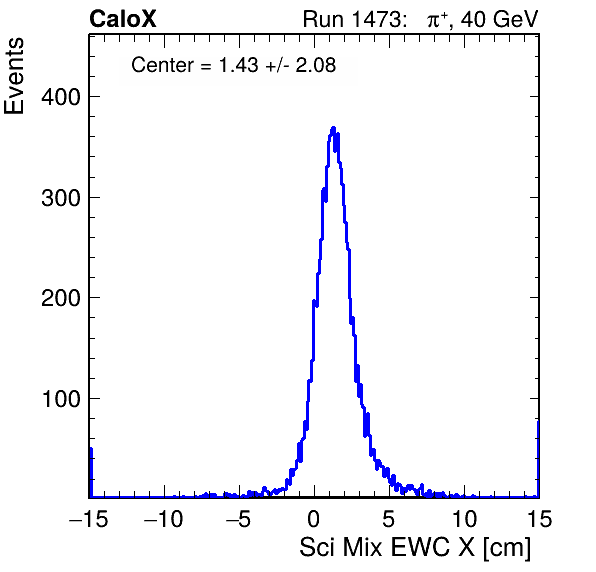 CaloX Run 1473: π⁺, 40 GeV
Center = 1.43 +/- 2.08
Events
400
300
200
100
−15 −10 −5 0 5 10 15
Sci Mix EWC X [cm]